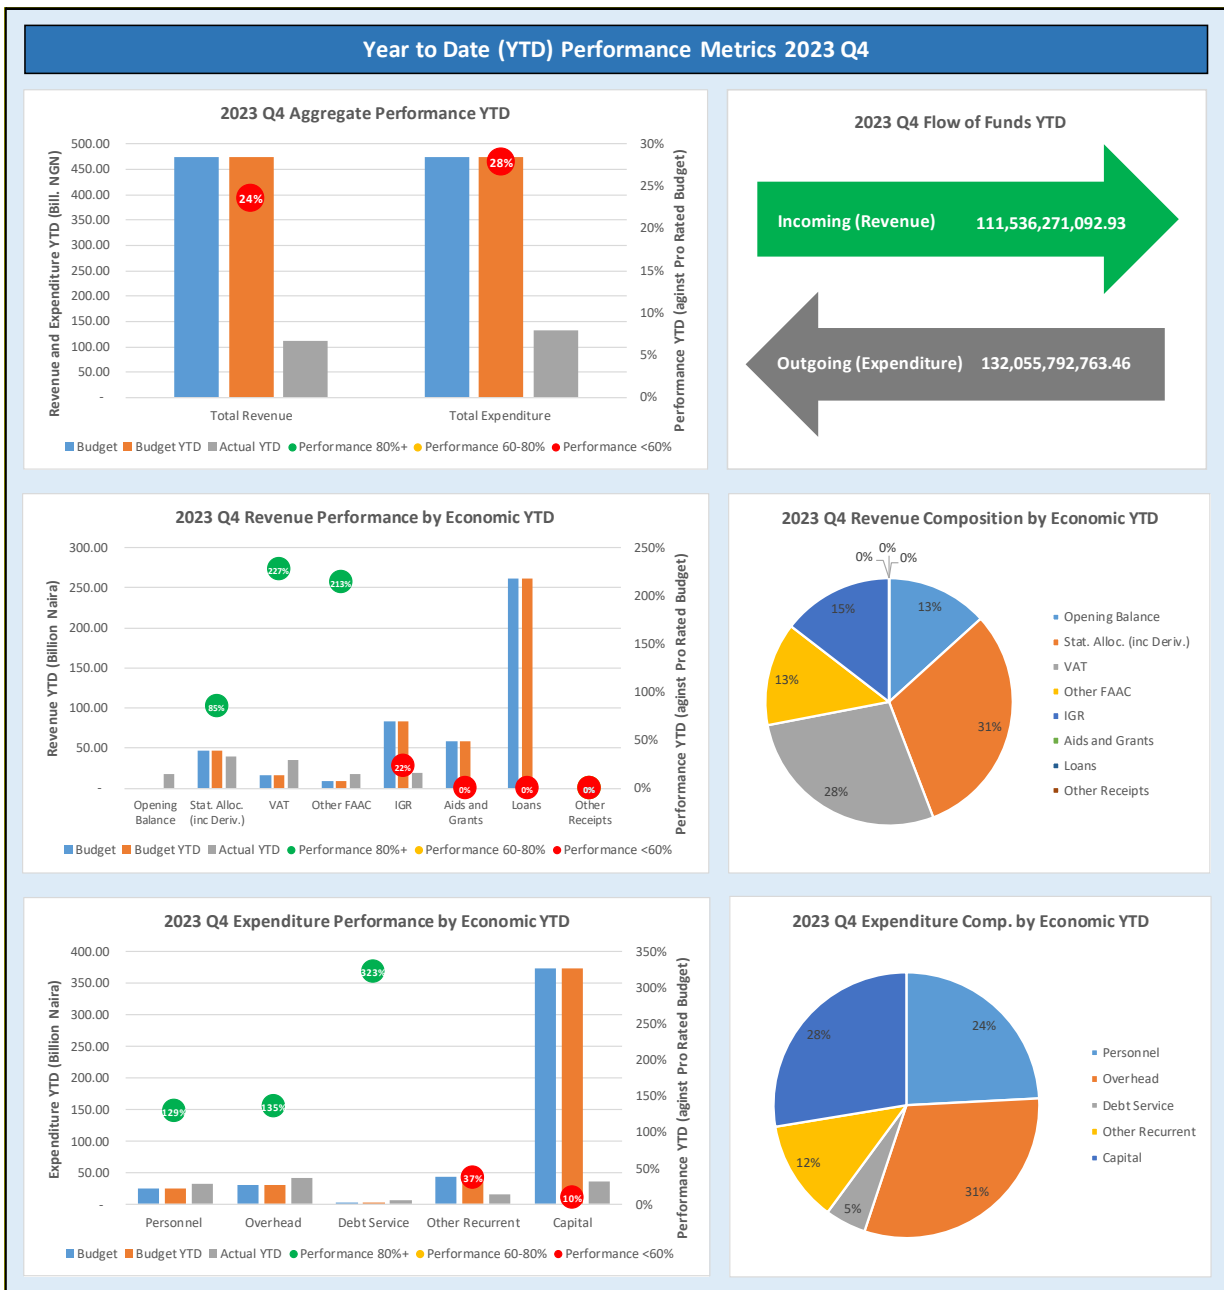 Year to Date (YTD) Performance Metrics 2023 Q4
2023 Q4 Aggregate Performance YTD
Revenue and Expenditure YTD (Bill. NGN)
500.00
450.00
400.00
350.00
300.00
250.00
200.00
150.00
100.00
50.00
-
24%
28%
30%
25%
20%
15%
10%
5%
0%
Performance YTD (aginst Pro Rated Budget)
Total Revenue
Total Expenditure
Budget
Budget YTD
Actual YTD
Performance 80%+
Performance 60-80%
Performance <60%
2023 Q4 Flow of Funds YTD
Incoming (Revenue) 111,536,271,092.93
Outgoing (Expenditure) 132,055,792,763.46
2023 Q4 Revenue Performance by Economic YTD
Revenue YTD (Billion Naira)
300.00
250.00
200.00
150.00
100.00
50.00
-
85%
227%
213%
22%
0%
0%
0%
250%
200%
150%
100%
50%
0%
Performance YTD (aginst Pro Rated Budget)
Opening
Balance
Stat. Alloc.
(inc Deriv.)
VAT
Other FAAC
IGR
Aids and
Grants
Loans
Other
Receipts
Budget
Budget YTD
Actual YTD
Performance 80%+
Performance 60-80%
Performance <60%
2023 Q4 Revenue Composition by Economic YTD
0%
0%
0%
13%
31%
28%
13%
15%
Opening Balance
Stat. Alloc. (inc Deriv.)
VAT
Other FAAC
IGR
Aids and Grants
Loans
Other Receipts
2023 Q4 Expenditure Performance by Economic YTD
Expenditure YTD (Billion Naira)
400.00
350.00
300.00
250.00
200.00
150.00
100.00
50.00
-
129%
135%
323%
37%
10%
350%
300%
250%
200%
150%
100%
50%
0%
Performance YTD (aginst Pro Rated Budget)
Personnel
Overhead
Debt Service
Other Recurrent
Capital
Budget
Budget YTD
Actual YTD
Performance 80%+
Performance 60-80%
Performance <60%
2023 Q4 Expenditure Comp. by Economic YTD
24%
31%
5%
12%
28%
Personnel
Overhead
Debt Service
Other Recurrent
Capital